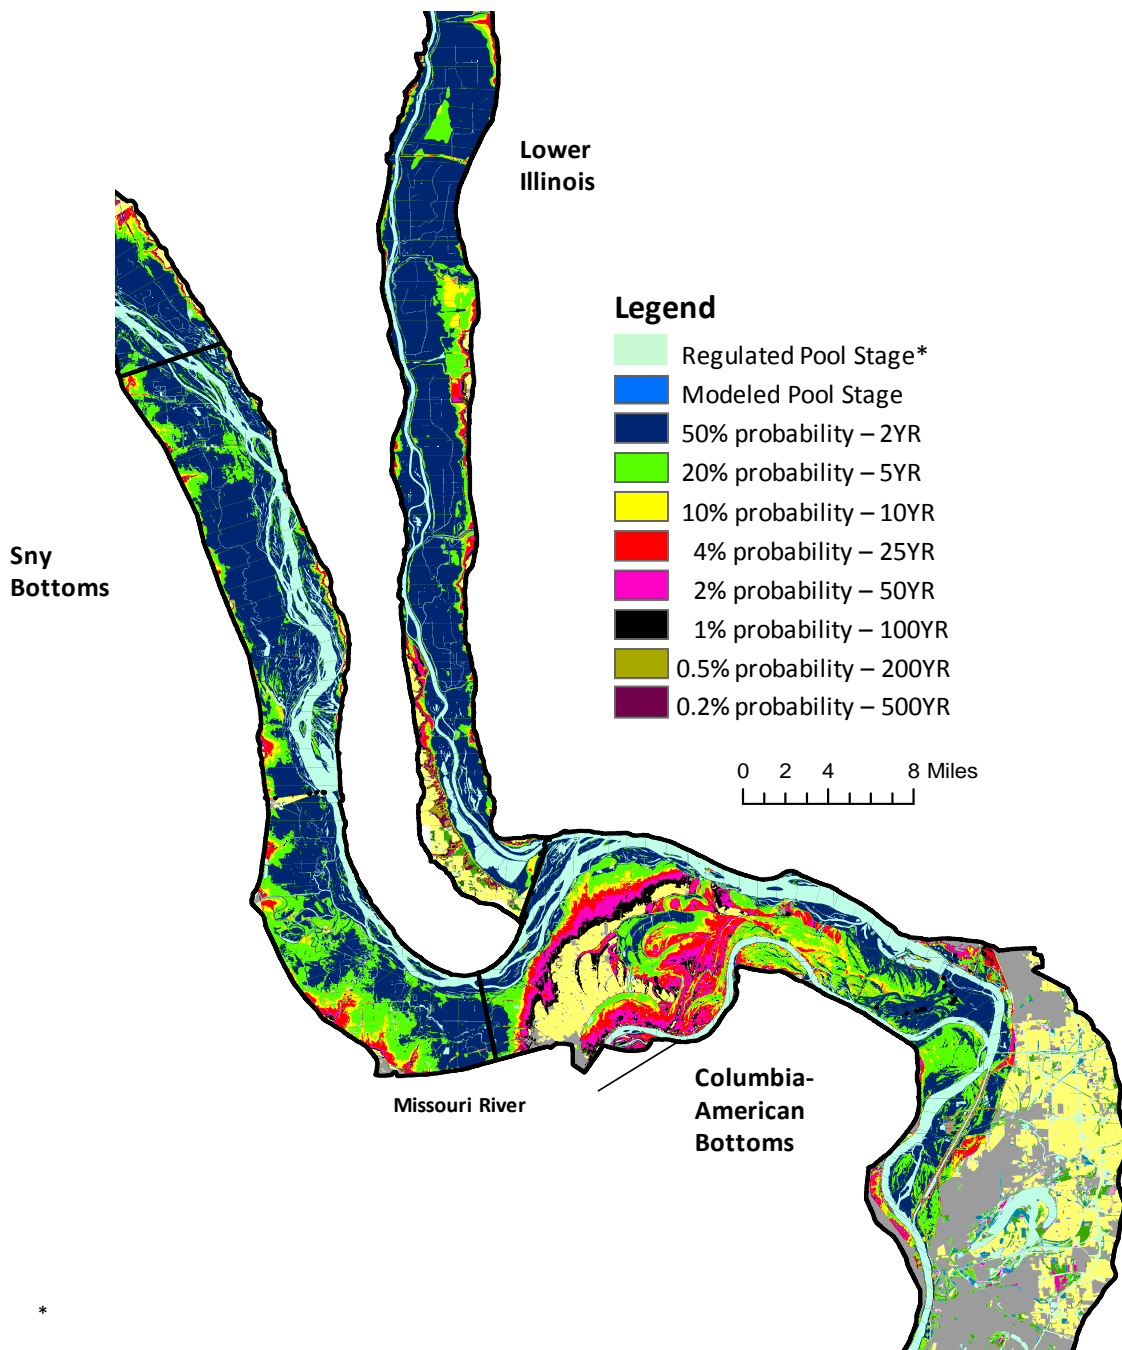 Lower
Illinois
Legend
Regulated Pool Stage*
Modeled Pool Stage
50% probability – 2YR
20% probability – 5YR
10% probability – 10YR
4% probability – 25YR
2% probability – 50YR
1% probability – 100YR
0.5% probability – 200YR
0.2% probability – 500YR
Sny
Bottoms
0 2 4 8 Miles
Columbia-
American
Bottoms
Missouri River
*